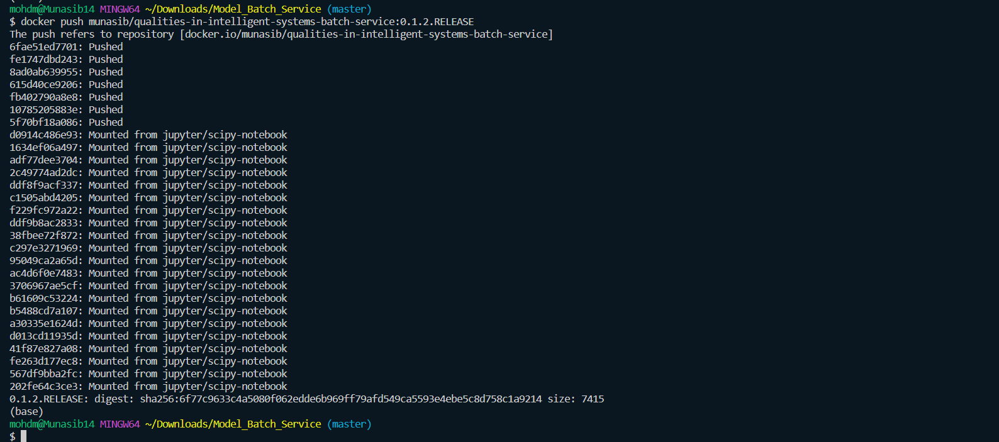 mohdm@Munasib14 MINGW64 ~/Downloads/Model_Batch_Service (master)
$ docker push munasib/qualities-in-intelligent-systems-batch-service:0.1.2.RELEASE
The push refers to repository [docker.io/munasib/qualities-in-intelligent-systems-batch-service]
6fae51ed7701: Pushed
fe1747dbd243: Pushed
8ad0ab639955: Pushed
615d40ce9206: Pushed
fb402790a8e8: Pushed
10785205883e: Pushed
5f70bf18a086: Pushed
d0914c486e93: Mounted from jupyter/scipy-notebook
1634ef06a497: Mounted from jupyter/scipy-notebook
adf77dee3704: Mounted from jupyter/scipy-notebook
2c49774ad2dc: Mounted from jupyter/scipy-notebook
ddf8f9acf337: Mounted from jupyter/scipy-notebook
c1505abd4205: Mounted from jupyter/scipy-notebook
f229fc972a22: Mounted from jupyter/scipy-notebook
ddf9b8ac2833: Mounted from jupyter/scipy-notebook
38fbee72f872: Mounted from jupyter/scipy-notebook
c297e3271969: Mounted from jupyter/scipy-notebook
95049ca2a65d: Mounted from jupyter/scipy-notebook
ac4d6f0e7483: Mounted from jupyter/scipy-notebook
3706967ae5cf: Mounted from jupyter/scipy-notebook
b61609c53224: Mounted from jupyter/scipy-notebook
b5488cd7a107: Mounted from jupyter/scipy-notebook
a30335e1624d: Mounted from jupyter/scipy-notebook
d013cd11935d: Mounted from jupyter/scipy-notebook
41f87e827a08: Mounted from jupyter/scipy-notebook
fe263d177ec8: Mounted from jupyter/scipy-notebook
567df9bba2fc: Mounted from jupyter/scipy-notebook
202fe64c3ce3: Mounted from jupyter/scipy-notebook
0.1.2.RELEASE: digest: sha256:6f77c9633c4a5080f062edde6b969ff79afd549ca5593e4ebe5c8d758c1a9214 size: 7415
(base)
mohdm@Munasib14 MINGW64 ~/Downloads/Model_Batch_Service (master)
$